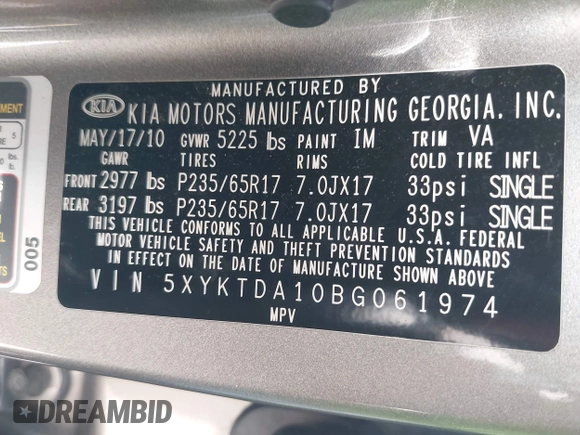 MANUFACTURED BY
KIA KIA MOTORS MANUFACTURING GEORGIA, INC.
MAY/17/10 GVWR 5225 lbs PAINT IM TRIM VA
GAWR TIRES RIMS COLD TIRE INFL
FRONT 2977 lbs P235/65R17 7.0JX17 33psi SINGLE
REAR 3197 lbs P235/65R17 7.0JX17 33psi SINGLE
THIS VEHICLE CONFORMS TO ALL APPLICABLE U.S.A. FEDERAL
MOTOR VEHICLE SAFETY AND THEFT PREVENTION STANDARDS
IN EFFECT ON THE DATE OF MANUFACTURE SHOWN ABOVE
VIN 5XYKTDA10BG061974
MPV
005
DREAMBID